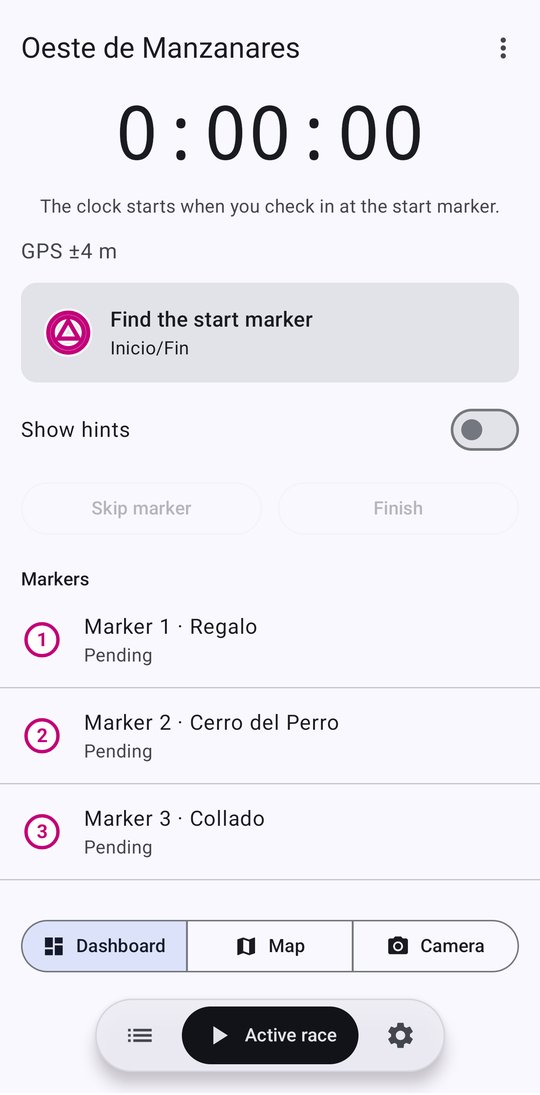 Oeste de Manzanares
0:00:00
The clock starts when you check in at the start marker.
GPS ±4 m
Find the start marker
Inicio/Fin
Show hints
Skip marker
Finish
Markers
1
Marker 1 · Regalo
Pending
2
Marker 2 · Cerro del Perro
Pending
3
Marker 3 · Collado
Pending
Dashboard
Map
Camera
Active race